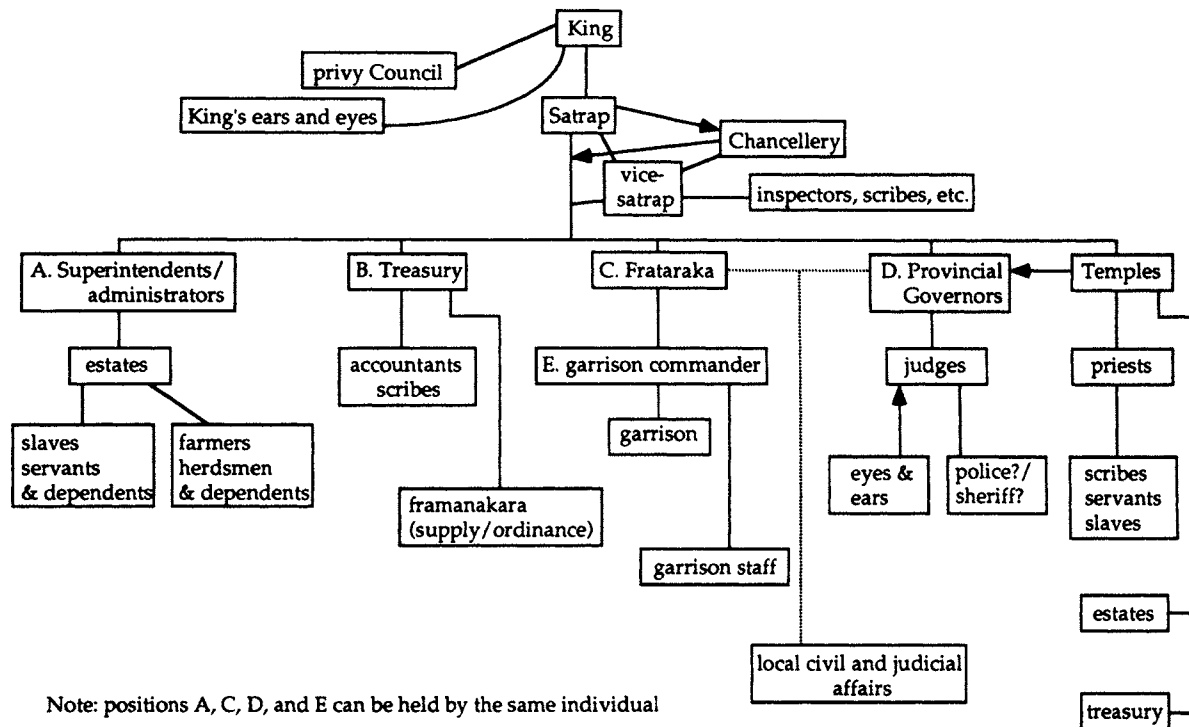 King
privy Council
King's ears and eyes
Satrap
Chancellery
vice-
satrap
inspectors, scribes, etc.
A. Superintendents/
administrators
B. Treasury
C. Frataraka
D. Provincial
Governors
Temples
estates
accountants
scribes
E. garrison commander
judges
priests
slaves
servants
& dependents
farmers
herdsmen
& dependents
garrison
eyes &
ears
police?/
sheriff?
scribes
servants
slaves
framanakara
(supply/ordinance)
garrison staff
estates
local civil and judicial
affairs
Note: positions A, C, D, and E can be held by the same individual
treasury